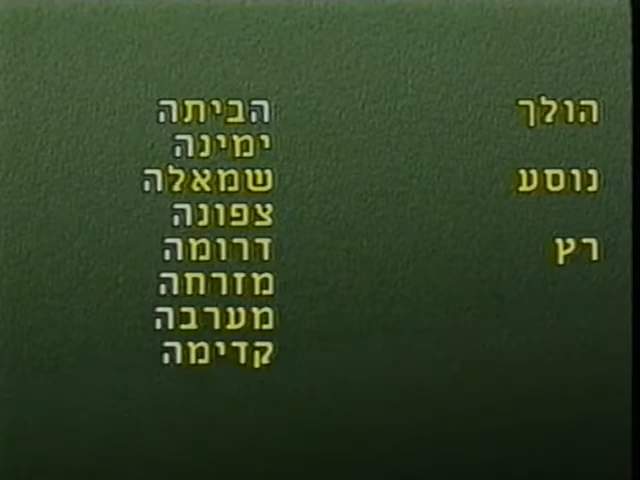 הולך הביתה
ימינה
נוסע שמאלה
צפונה
רץ דרומה
מזרחה
מערבה
קדימה